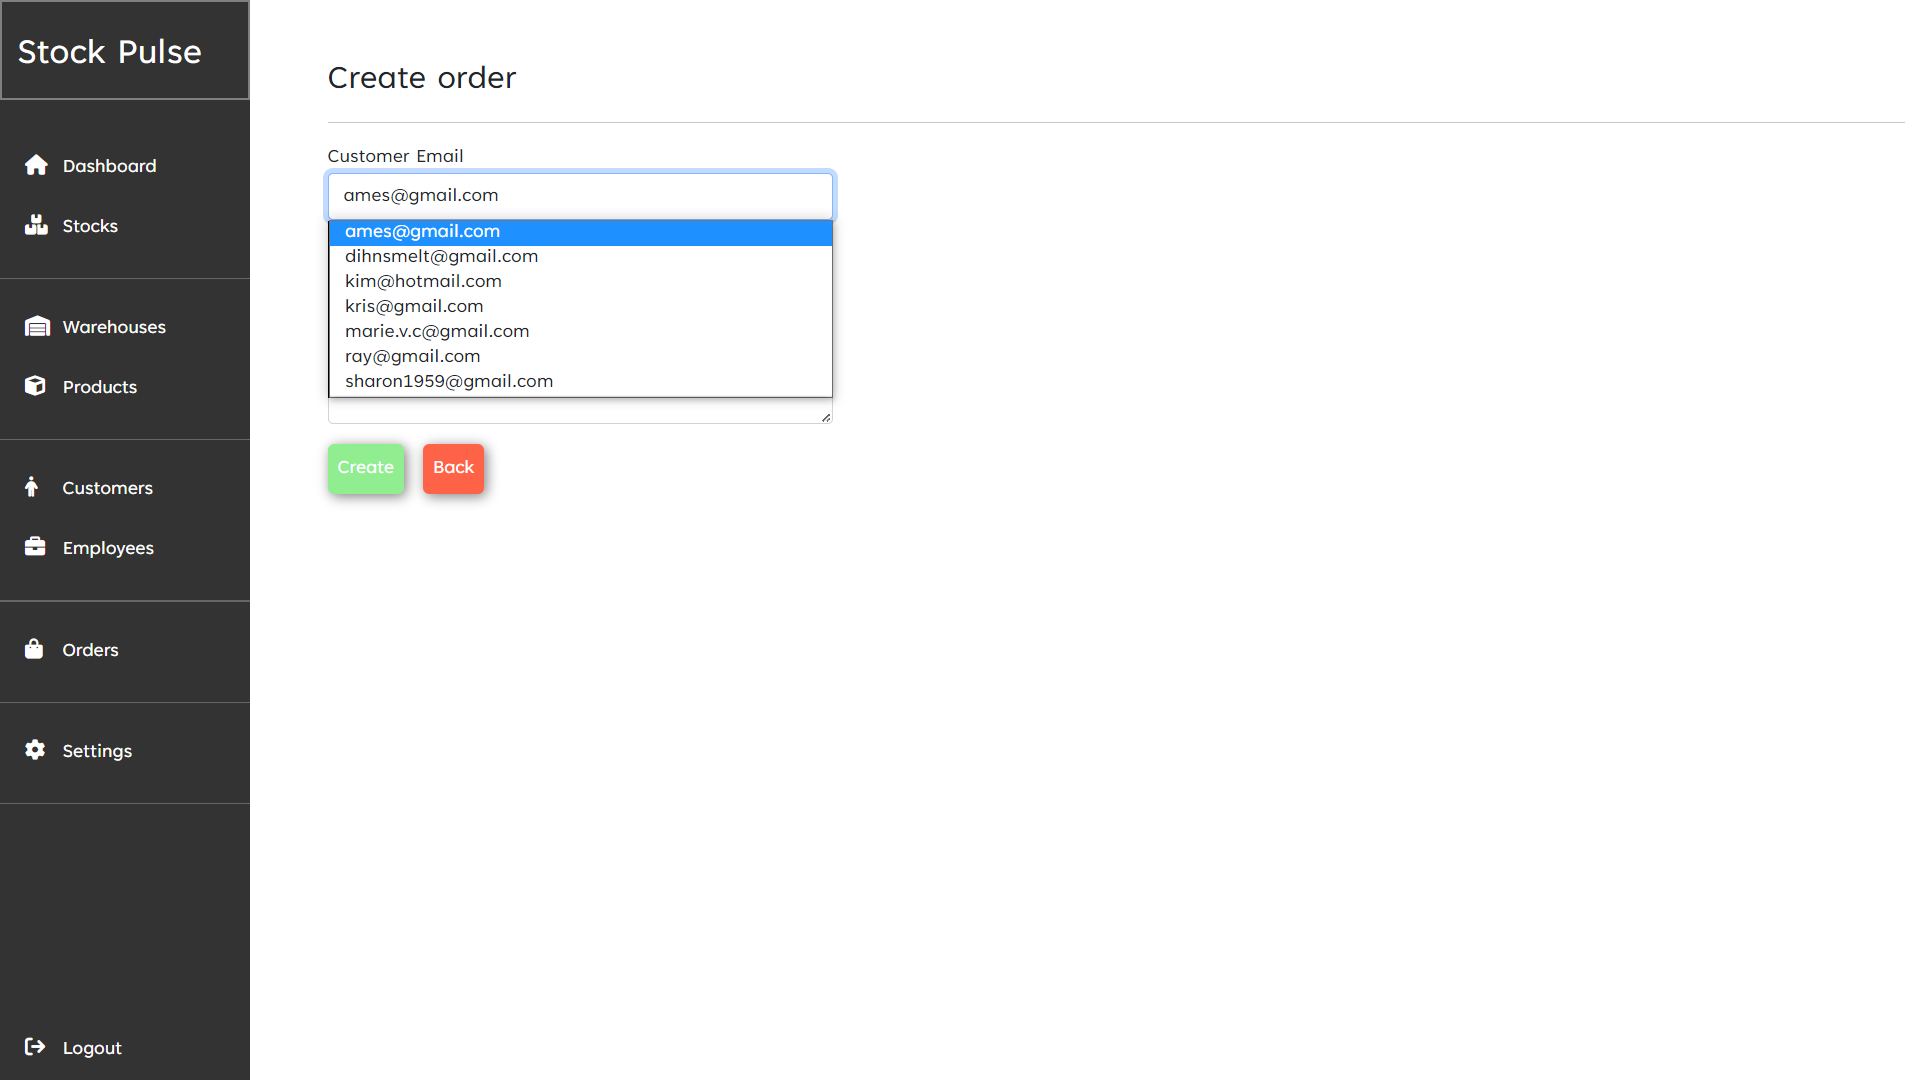 Stock Pulse
Dashboard
Stocks
Warehouses
Products
Customers
Employees
Orders
Settings
Logout
Create order
Customer Email
ames@gmail.com
ames@gmail.com
dihnsmelt@gmail.com
kim@hotmail.com
kris@gmail.com
marie.v.c@gmail.com
ray@gmail.com
sharon1959@gmail.com
Create
Back